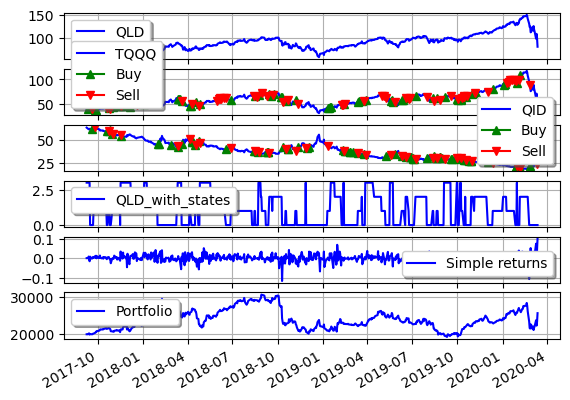 150
100
QLD
100
50
TQQQ
Buy
Sell
50
25
QID
Buy
Sell
2.5
0.0
QLD_with_states
0.1
0.0
-0.1
Simple returns
30000
20000
Portfolio
2017-10 2018-01 2018-04 2018-07 2018-10 2019-01 2019-04 2019-07 2019-10 2020-01 2020-04